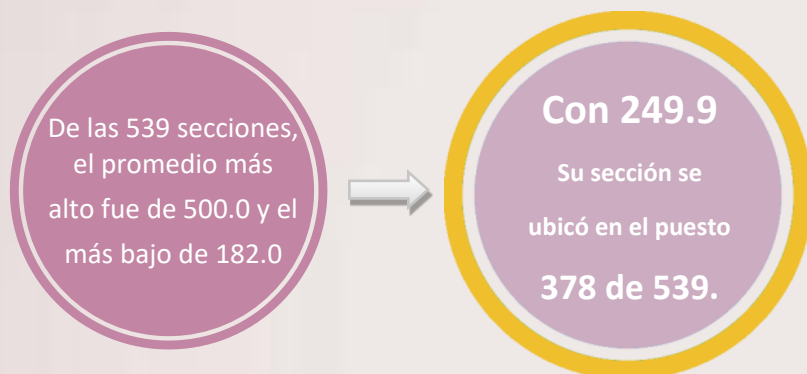 De las 539 secciones,
el promedio más
alto fue de 500.0 y el
más bajo de 182.0
Con 249.9
Su sección se
ubicó en el puesto
378 de 539.